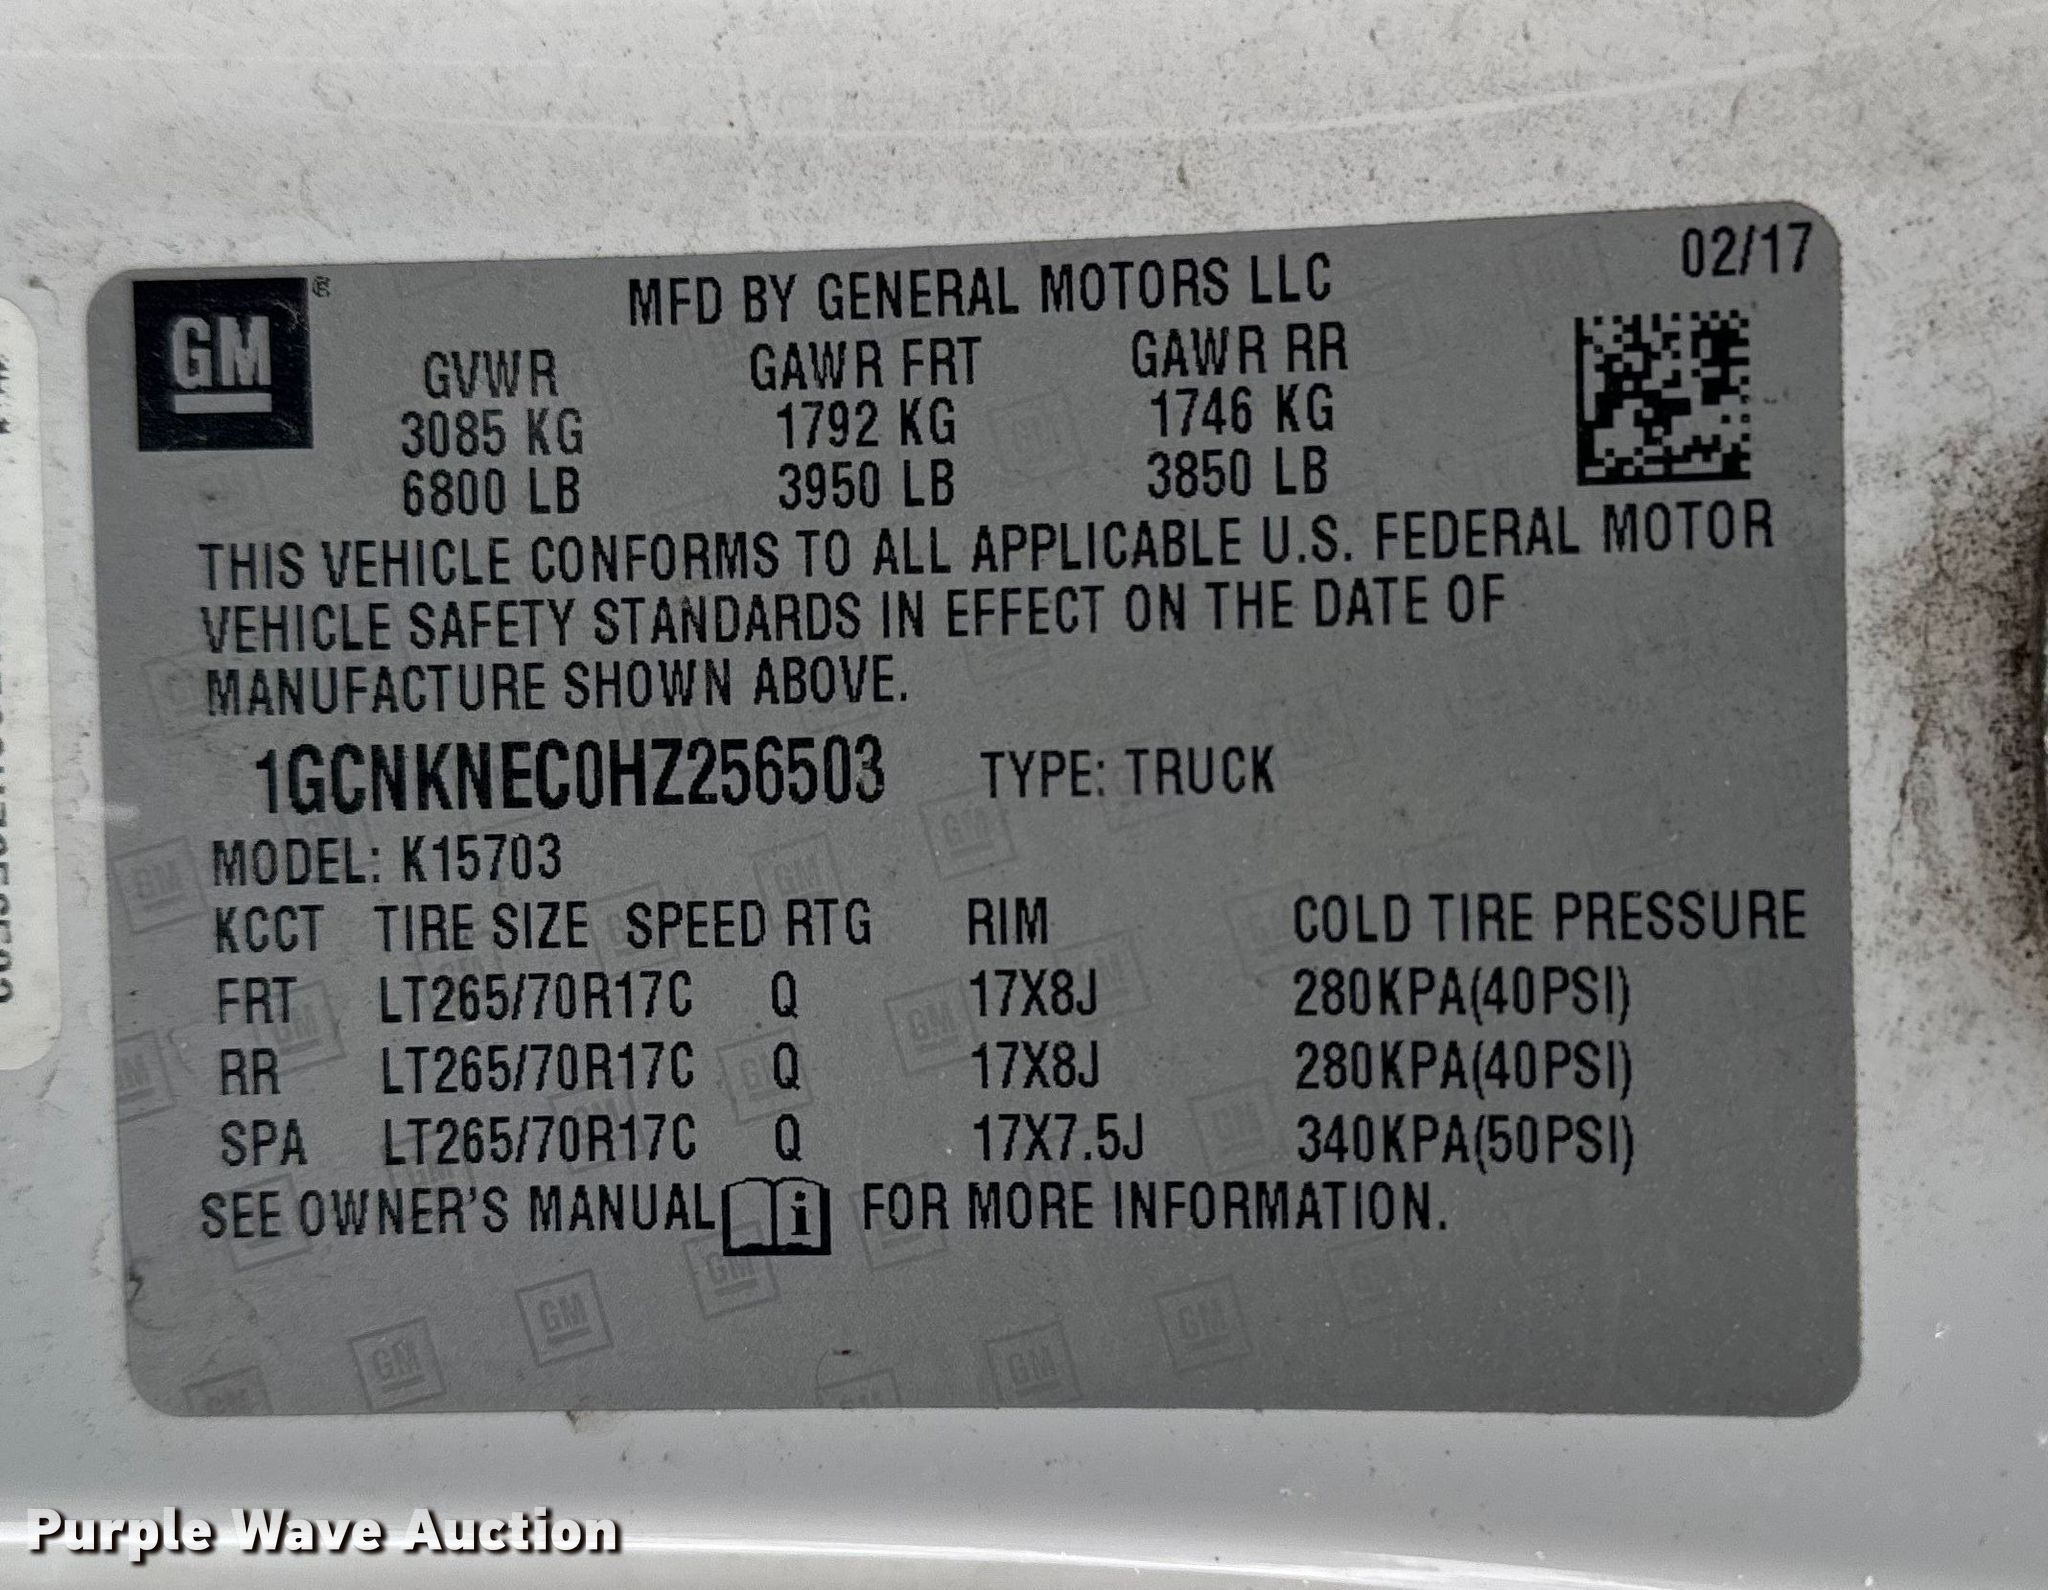 02/17
GM ®
MFD BY GENERAL MOTORS LLC
GVWR GAWR FRT GAWR RR
3085 KG 1792 KG 1746 KG
6800 LB 3950 LB 3850 LB
THIS VEHICLE CONFORMS TO ALL APPLICABLE U.S. FEDERAL MOTOR
VEHICLE SAFETY STANDARDS IN EFFECT ON THE DATE OF
MANUFACTURE SHOWN ABOVE.
1GCNKNEC0HZ256503 TYPE: TRUCK
MODEL: K15703
KCCT TIRE SIZE SPEED RTG RIM COLD TIRE PRESSURE
FRT LT265/70R17C Q 17X8J 280KPA(40PSI)
RR LT265/70R17C Q 17X8J 280KPA(40PSI)
SPA LT265/70R17C Q 17X7.5J 340KPA(50PSI)
SEE OWNER'S MANUAL i FOR MORE INFORMATION.
Purple Wave Auction